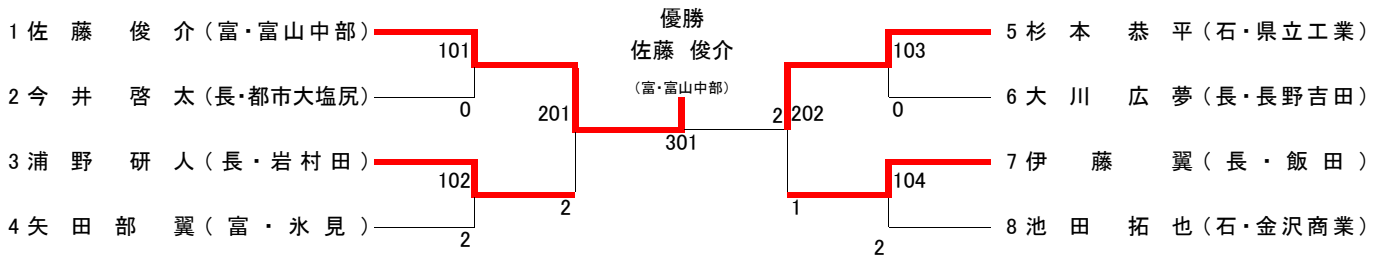 優勝
佐藤 俊介
(富・富山中部)
1 佐 藤 俊 介 (富・富山中部)
101
2 今 井 啓 太 (長・都市大塩尻)
0
201
3 浦 野 研 人 (長・岩村田)
102
2
4 矢 田 部 翼 (富・氷見)
2
301
5 杉 本 恭 平 (石・県立工業)
103
6 大 川 広 夢 (長・長野吉田)
0
2
202
7 伊 藤 翼 (長・飯田)
104
1
8 池 田 拓 也 (石・金沢商業)
2